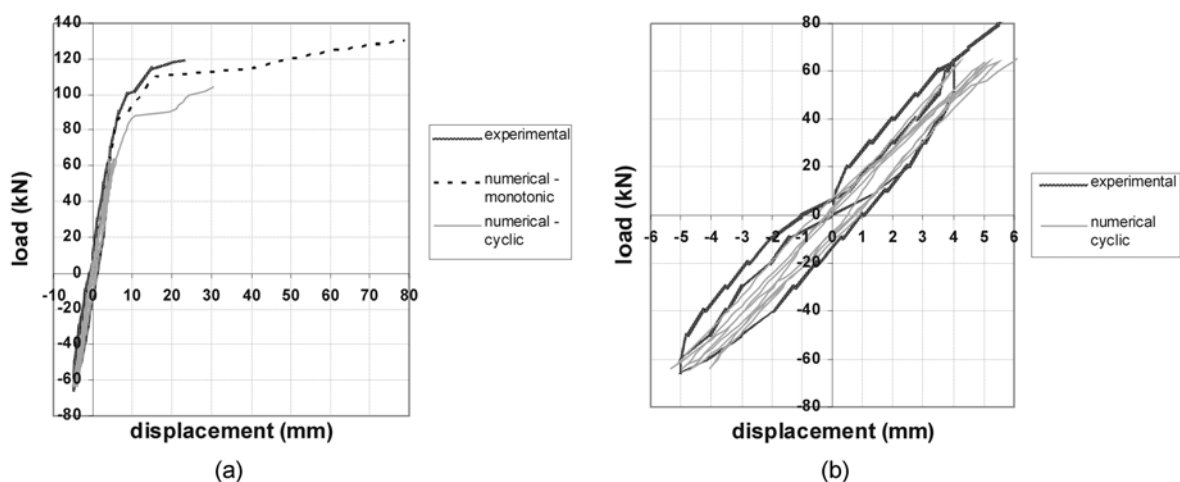 140
120
100
80
60
40
20
0
-20
-40
-60
-80
-10 0 10 20 30 40 50 60 70 80
load (kN)
displacement (mm)
experimental
numerical -
monotonic
numerical -
cyclic
(a)
80
60
40
20
0
-20
-40
-60
-80
-6 -5 -4 -3 -2 -1 0 1 2 3 4 5 6
load (kN)
displacement (mm)
experimental
numerical
cyclic
(b)